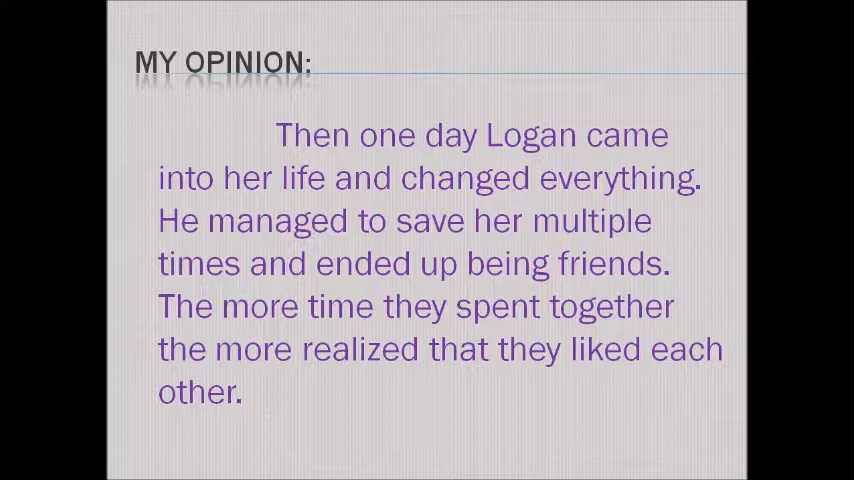 MY OPINION:
Then one day Logan came
into her life and changed everything.
He managed to save her multiple
times and ended up being friends.
The more time they spent together
the more realized that they liked each
other.